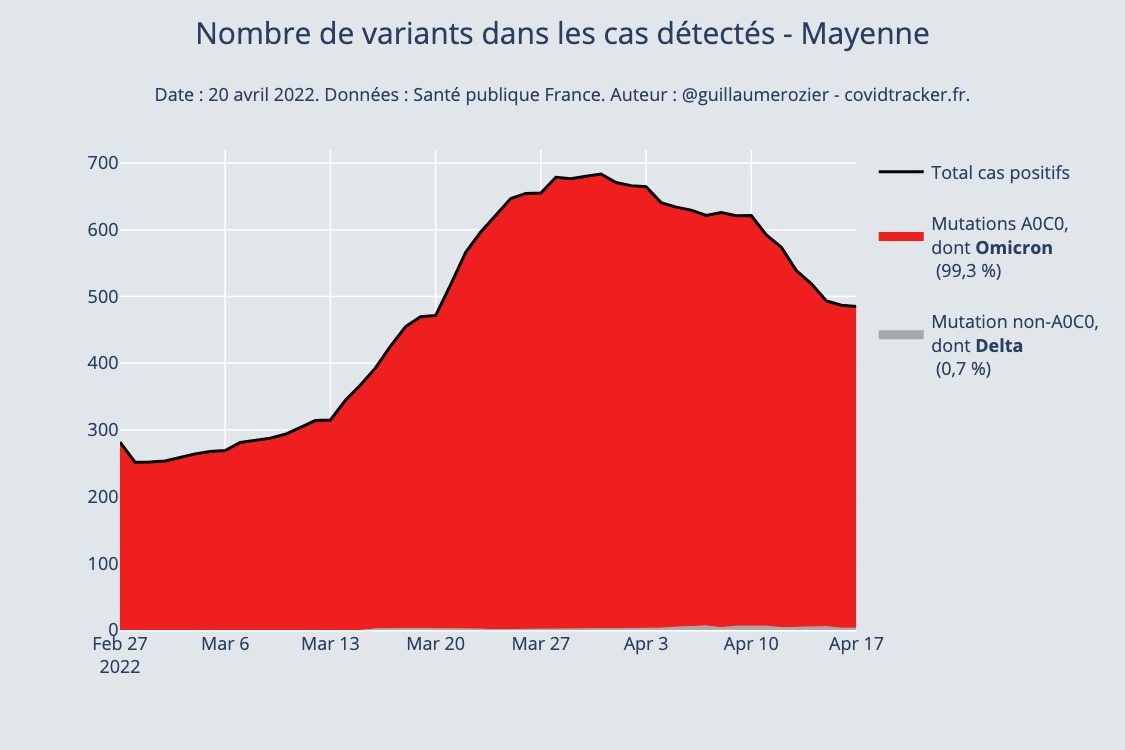 Nombre de variants dans les cas détectés - Mayenne
Date : 20 avril 2022. Données : Santé publique France. Auteur : @guillaumerozier - covidtracker.fr.
700
600
500
400
300
200
100
0
Feb 27
2022
Mar 6
Mar 13
Mar 20
Mar 27
Apr 3
Apr 10
Apr 17
Total cas positifs
Mutations A0C0,
dont Omicron
(99,3 %)
Mutation non-A0C0,
dont Delta
(0,7 %)